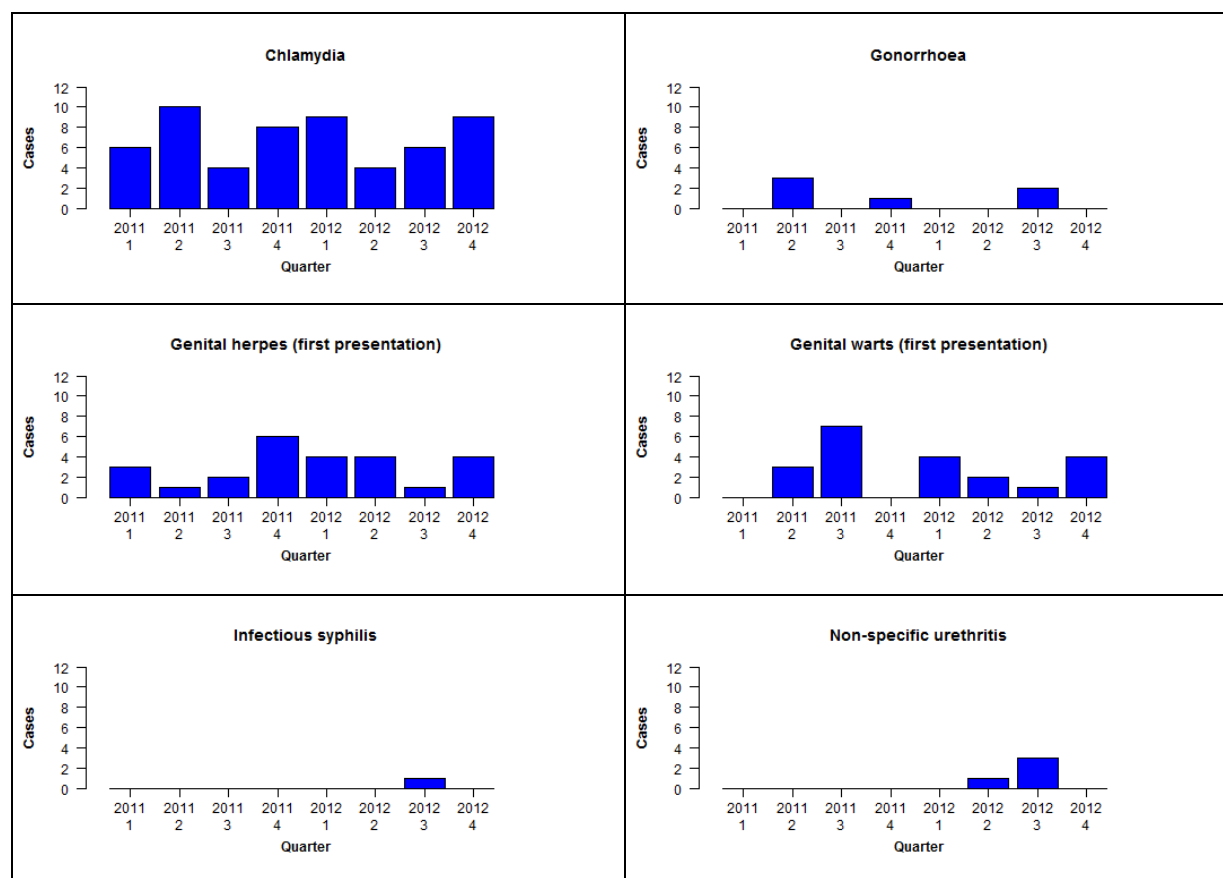 Chlamydia
12
10
8
6
4
2
0
Cases
2011 2011 2011 2011 2012 2012 2012 2012
1 2 3 4 1 2 3 4
Quarter
Gonorrhoea
12
10
8
6
4
2
0
Cases
2011 2011 2011 2011 2012 2012 2012 2012
1 2 3 4 1 2 3 4
Quarter
Genital herpes (first presentation)
12
10
8
6
4
2
0
Cases
2011 2011 2011 2011 2012 2012 2012 2012
1 2 3 4 1 2 3 4
Quarter
Genital warts (first presentation)
12
10
8
6
4
2
0
Cases
2011 2011 2011 2011 2012 2012 2012 2012
1 2 3 4 1 2 3 4
Quarter
Infectious syphilis
12
10
8
6
4
2
0
Cases
2011 2011 2011 2011 2012 2012 2012 2012
1 2 3 4 1 2 3 4
Quarter
Non-specific urethritis
12
10
8
6
4
2
0
Cases
2011 2011 2011 2011 2012 2012 2012 2012
1 2 3 4 1 2 3 4
Quarter